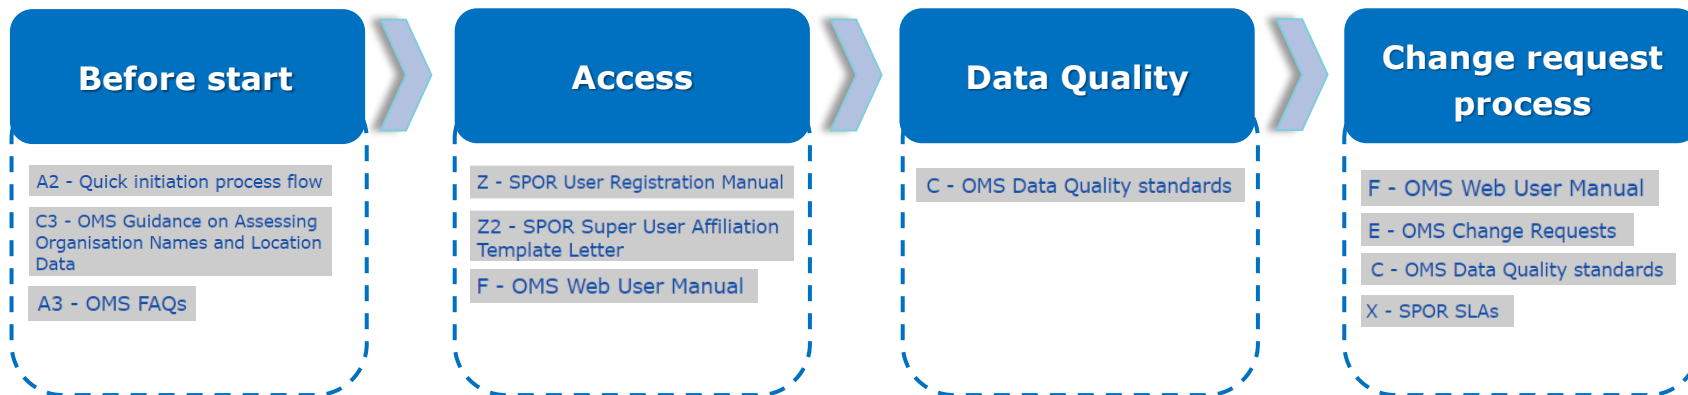 Before start
A2 - Quick initiation process flow
C3 - OMS Guidance on Assessing
Organisation Names and Location
Data
A3 - OMS FAQs
Access
Z - SPOR User Registration Manual
Z2 - SPOR Super User Affiliation
Template Letter
F - OMS Web User Manual
Data Quality
C - OMS Data Quality standards
Change request
process
F - OMS Web User Manual
E - OMS Change Requests
C - OMS Data Quality standards
X - SPOR SLAs